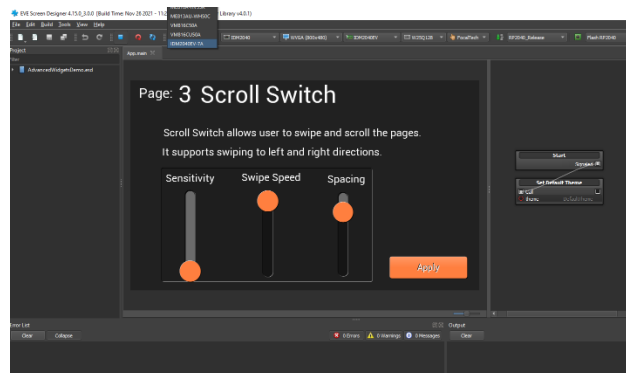 EVE Screen Designer 4.15.0_3.0.0 (Build Time: Nov 26 2021 - 11:2
Library v4.0.1)
VM816C50A
VM816CU50A
IDM2040EV-7A
File Edit Build Tools View Help
IDM2040
WVGA (800x480)
IDM2040EV
W25Q128
PicoFlash
RP2040_Release
Flash RP2040
Project
App.main
AdvancedWidgetsDemo.esd
Page: 3 Scroll Switch
Scroll Switch allows user to swipe and scroll the pages.
It supports swiping to left and right directions.
Sensitivity
Swipe Speed
Spacing
Apply
Start
Set Default Theme
Call
Theme
Error List
Output
Clear
Collapse
0 Errors
0 Warnings
0 Messages
Clear